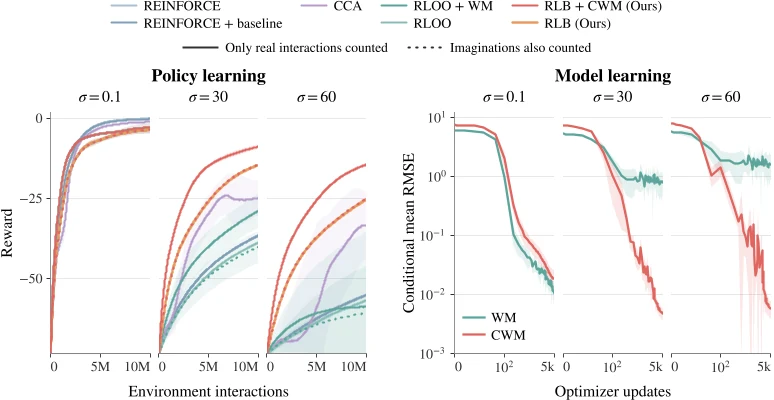 REINFORCE CCA RLOO + WM RLB + CWM (Ours)
REINFORCE + baseline RLOO RLB (Ours)
Only real interactions counted Imaginations also counted
Policy learning Model learning
σ = 0.1 σ = 30 σ = 60 σ = 0.1 σ = 30 σ = 60
0
−25
−50
Reward
10¹
10⁰
10⁻¹
10⁻²
10⁻³
Conditional mean RMSE
WM
CWM
0 5M 10M 5M 10M 5M 10M 0 10² 5k 0 10² 5k 0 10² 5k
Environment interactions Optimizer updates